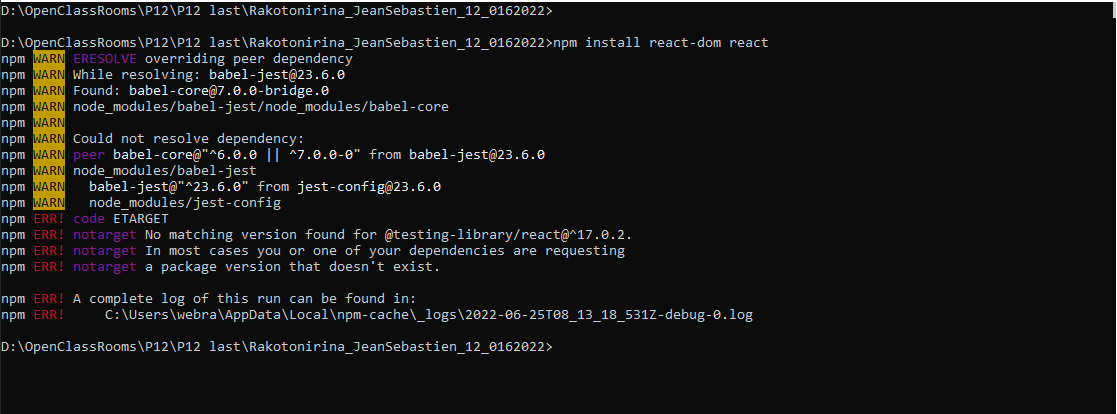 D:\OpenClassRooms\P12\P12 last\Rakotonirina_JeanSebastien_12_0162022>
D:\OpenClassRooms\P12\P12 last\Rakotonirina_JeanSebastien_12_0162022>npm install react-dom react
npm WARN ERESOLVE overriding peer dependency
npm WARN While resolving: babel-jest@23.6.0
npm WARN Found: babel-core@7.0.0-bridge.0
npm WARN node_modules/babel-jest/node_modules/babel-core
npm WARN
npm WARN Could not resolve dependency:
npm WARN peer babel-core@"^6.0.0 || ^7.0.0-0" from babel-jest@23.6.0
npm WARN node_modules/babel-jest
npm WARN   babel-jest@"^23.6.0" from jest-config@23.6.0
npm WARN   node_modules/jest-config
npm ERR! code ETARGET
npm ERR! notarget No matching version found for @testing-library/react@^17.0.2.
npm ERR! notarget In most cases you or one of your dependencies are requesting
npm ERR! notarget a package version that doesn't exist.
npm ERR! A complete log of this run can be found in:
npm ERR!     C:\Users\webra\AppData\Local\npm-cache\_logs\2022-06-25T08_13_18_531Z-debug-0.log
D:\OpenClassRooms\P12\P12 last\Rakotonirina_JeanSebastien_12_0162022>